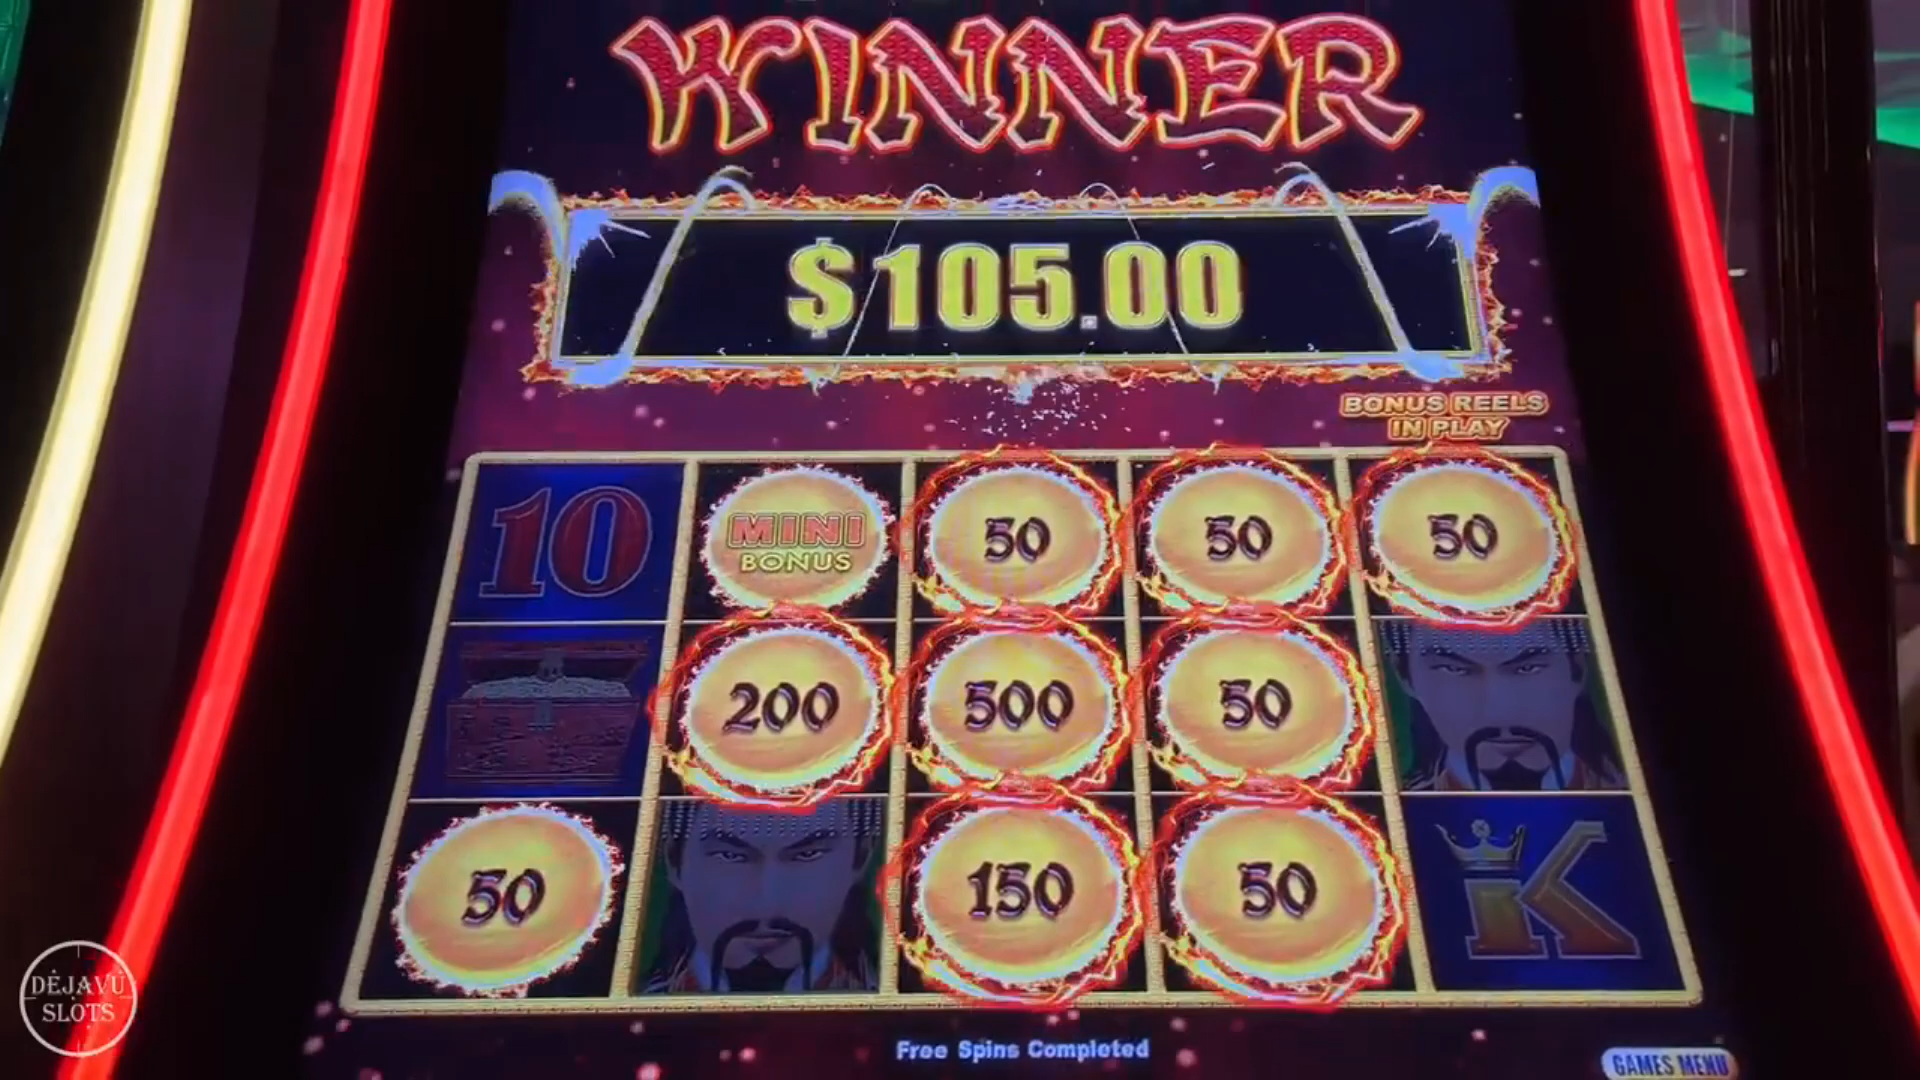 WINNER
$105.00
BONUS REELS
IN PLAY
10
MINI
BONUS
50
50
50
200
500
50
50
150
50
K
DÉJAVÚ
SLOTS
Free Spins Completed
GAMES MENU